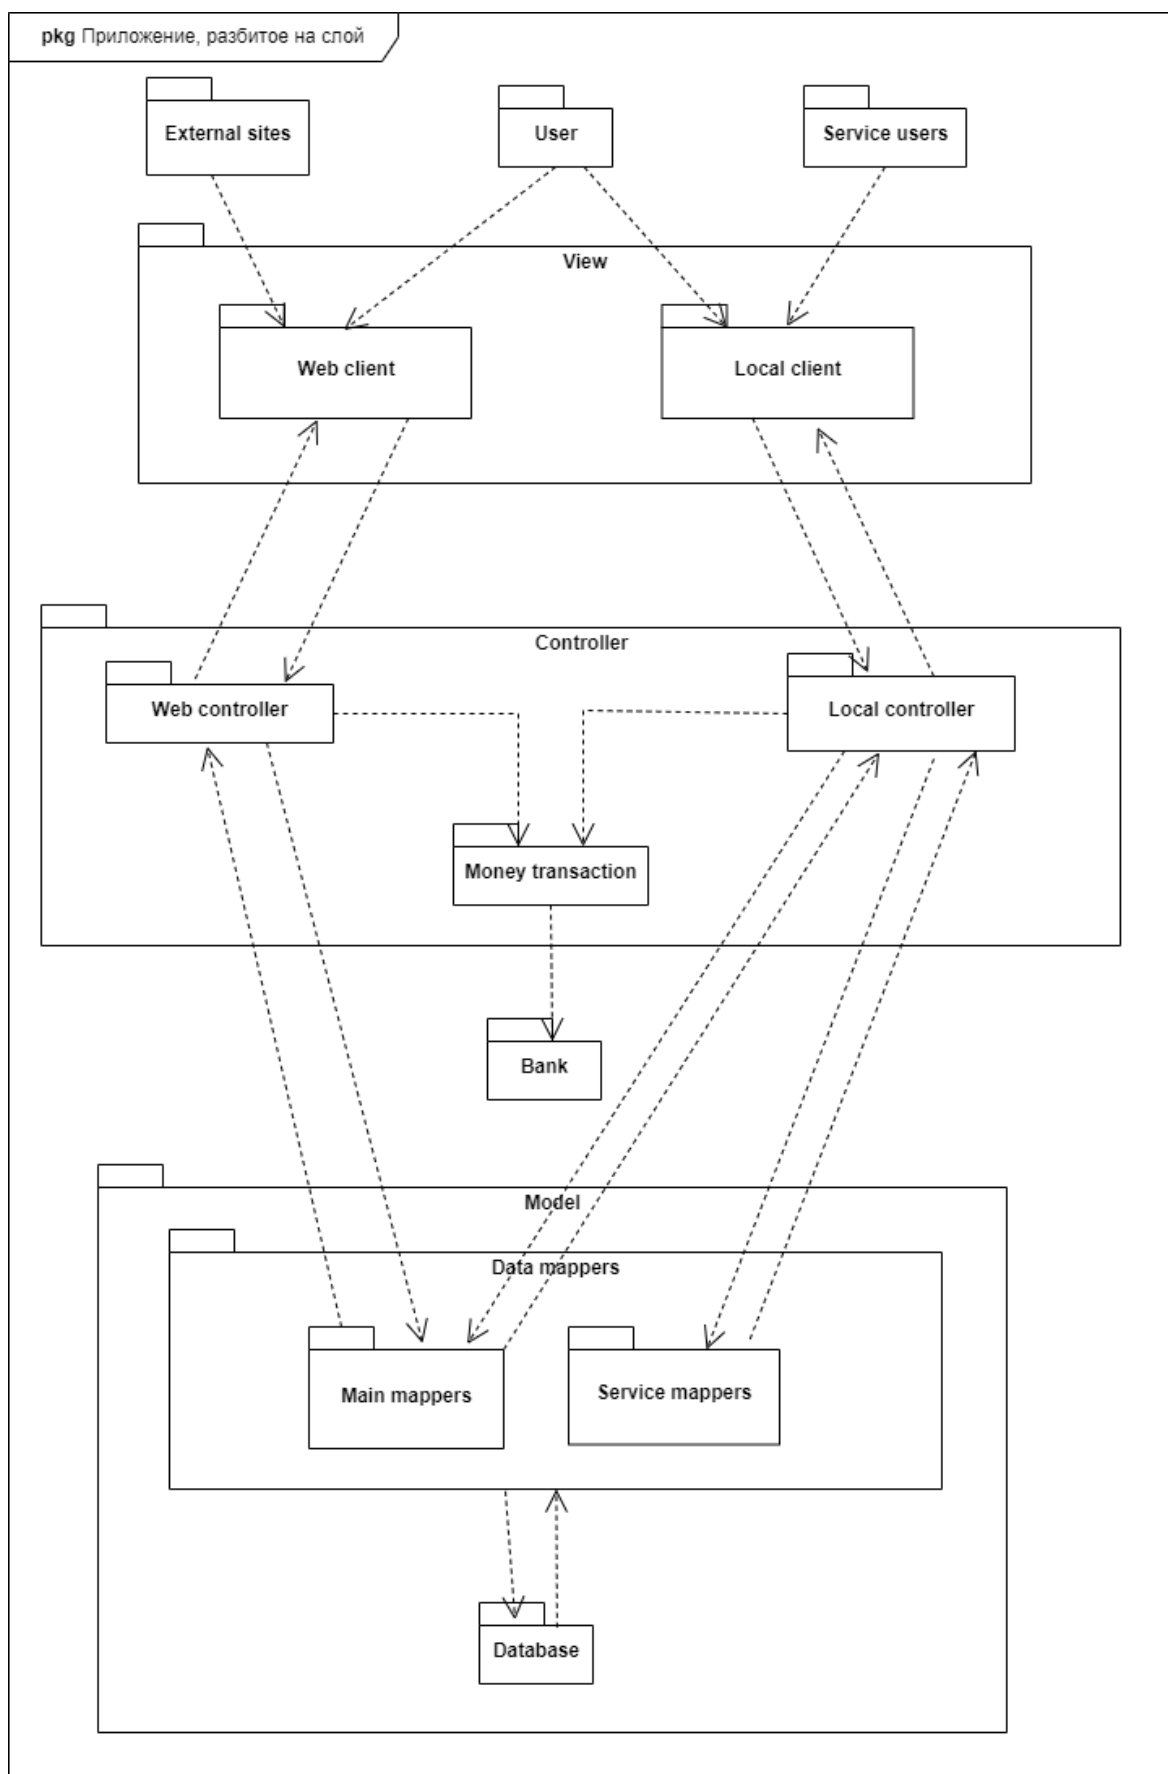 pkg Приложение, разбитое на слой
External sites
User
Service users
View
Web client
Local client
Controller
Web controller
Local controller
Money transaction
Bank
Model
Data mappers
Main mappers
Service mappers
Database